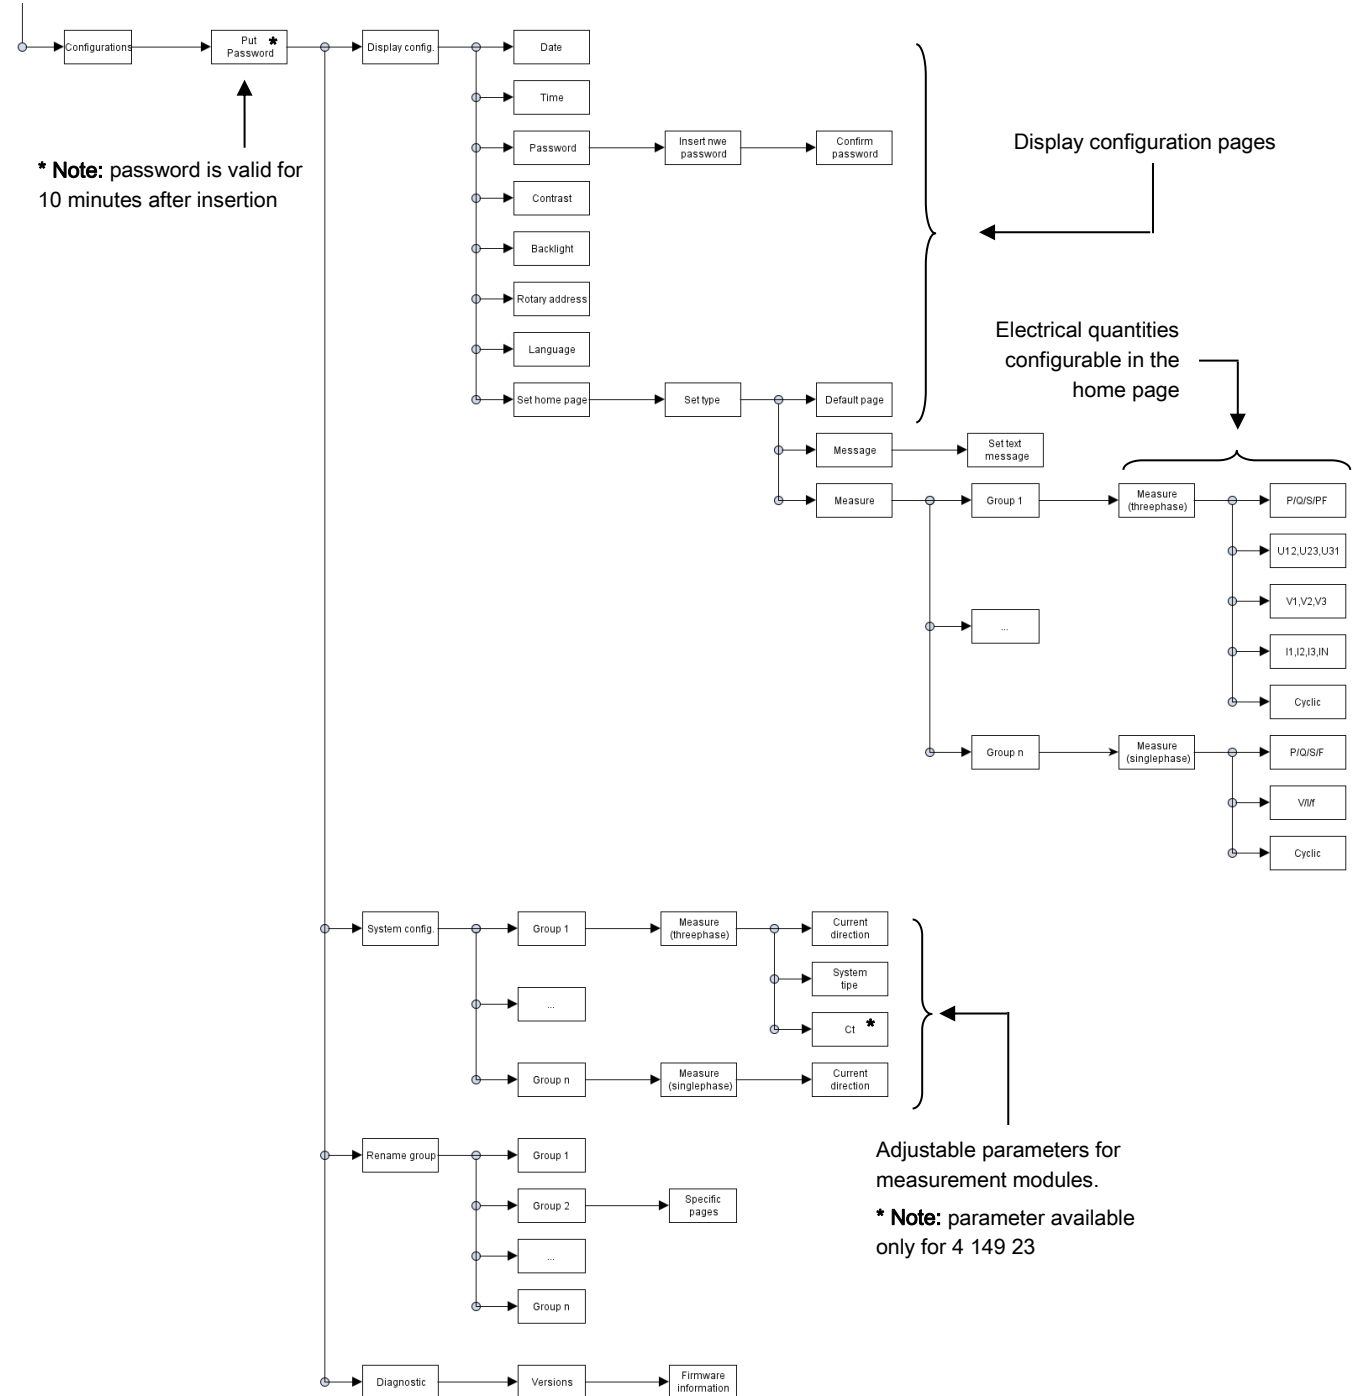 Configurations
Put *
Password
Display config.
Date
Time
Password
Insert nwe
password
Confirm
password
Contrast
Backlight
Rotary address
Language
Set home page
Set type
Default page
Message
Set text
message
Measure
Group 1
Measure
(threephase)
P/Q/S/PF
U12,U23,U31
V1,V2,V3
I1,I2,I3,IN
Cyclic
...
Group n
Measure
(singlephase)
P/Q/S/F
V/I/f
Cyclic
* Note: password is valid for
10 minutes after insertion
Display configuration pages
Electrical quantities
configurable in the
home page
System config.
Group 1
Measure
(threephase)
Current
direction
System
tipe
Ct *
...
Group n
Measure
(singlephase)
Current
direction
Adjustable parameters for
measurement modules.
* Note: parameter available
only for 4 149 23
Rename group
Group 1
Group 2
Specific
pages
...
Group n
Diagnostic
Versions
Firmware
information